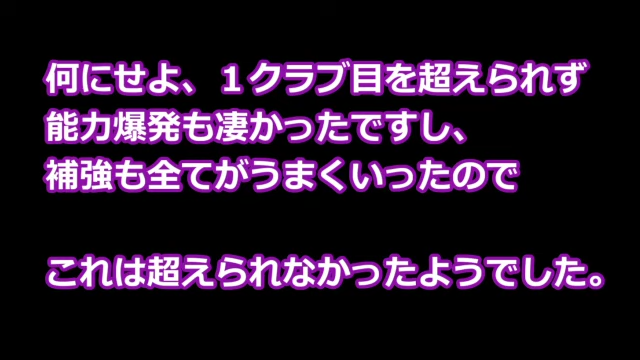 何にせよ、１クラブ目を超えられず
能力爆発も凄かったですし、
補強も全てがうまくいったので
これは超えられなかったようでした。